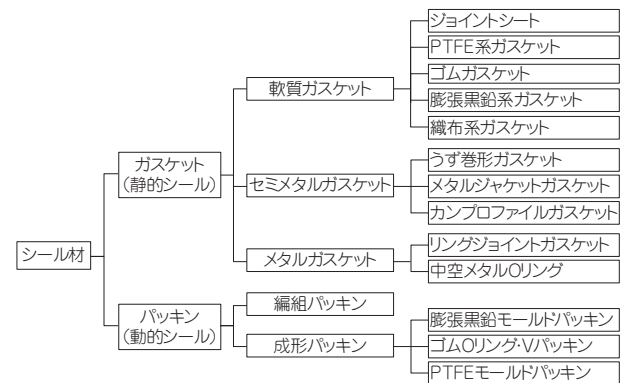 シール材
ガスケット
(静的シール)
軟質ガスケット
ジョイントシート
PTFE系ガスケット
ゴムガスケット
膨張黒鉛系ガスケット
織布系ガスケット
セミメタルガスケット
うず巻形ガスケット
メタルジャケットガスケット
カンプロファイルガスケット
メタルガスケット
リングジョイントガスケット
中空メタルOリング
パッキン
(動的シール)
編組パッキン
成形パッキン
膨張黒鉛モールドパッキン
ゴムOリング・Vパッキン
PTFEモールドパッキン